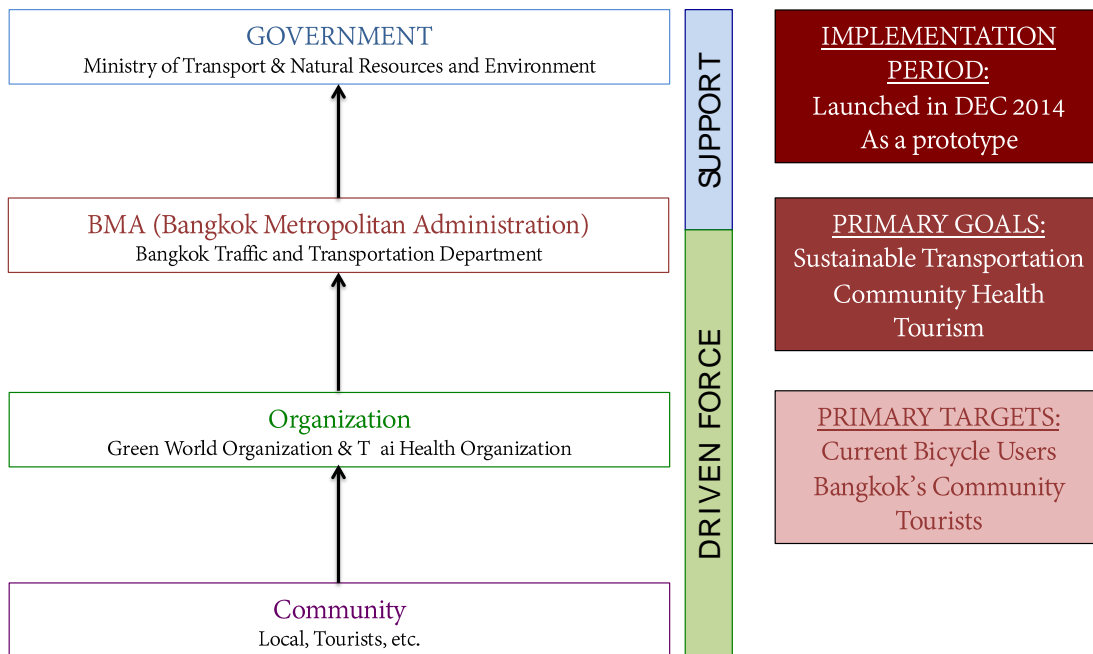 GOVERNMENT
Ministry of Transport & Natural Resources and Environment
BMA (Bangkok Metropolitan Administration)
Bangkok Traffic and Transportation Department
Organization
Green World Organization & T ai Health Organization
Community
Local, Tourists, etc.
SUPPORT
DRIVEN FORCE
IMPLEMENTATION
PERIOD:
Launched in DEC 2014
As a prototype
PRIMARY GOALS:
Sustainable Transportation
Community Health
Tourism
PRIMARY TARGETS:
Current Bicycle Users
Bangkok’s Community
Tourists